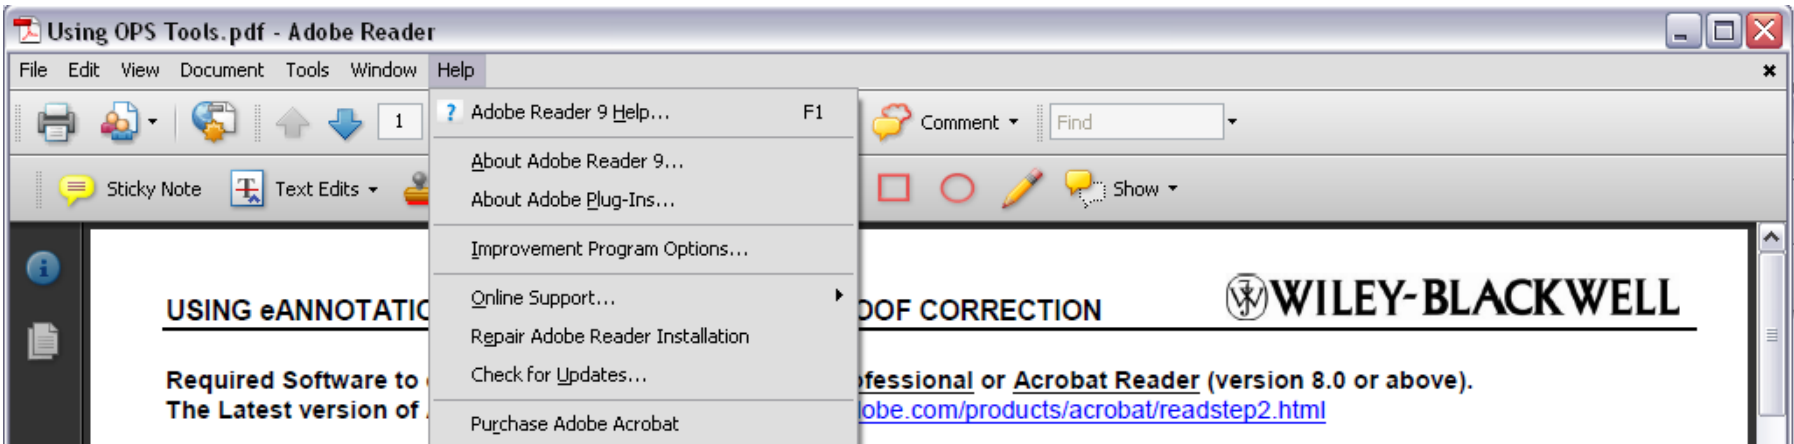 Using OPS Tools.pdf - Adobe Reader
File Edit View Document Tools Window Help
1
Comment
Find
Sticky Note
Text Edits
Show
? Adobe Reader 9 Help... F1
About Adobe Reader 9...
About Adobe Plug-Ins...
Improvement Program Options...
Online Support...
Repair Adobe Reader Installation
Check for Updates...
Purchase Adobe Acrobat
WILEY-BLACKWELL
USING eANNOTATIO OOF CORRECTION
Required Software to ofessional or Acrobat Reader (version 8.0 or above).
The Latest version of obe.com/products/acrobat/readstep2.html